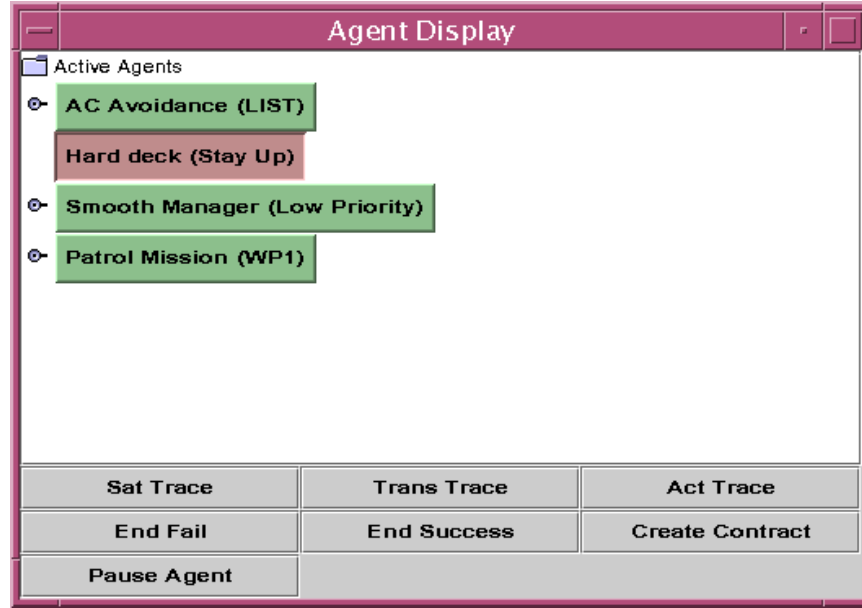 Agent Display
Active Agents
AC Avoidance (LIST)
Hard deck (Stay Up)
Smooth Manager (Low Priority)
Patrol Mission (WP1)
Sat Trace Trans Trace Act Trace
End Fail End Success Create Contract
Pause Agent